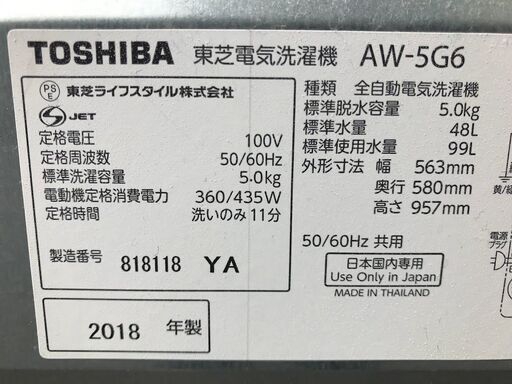 TOSHIBA 東芝電気洗濯機 AW-5G6
PS
E
東芝ライフスタイル株式会社
S JET
定格電圧 100V
定格周波数 50/60Hz
標準洗濯容量 5.0kg
電動機定格消費電力 360/435W
定格時間 洗いのみ11分
製造番号 818118 YA
2018 年製
種類 全自動電気洗濯機
標準脱水容量 5.0kg
標準水量 48L
標準使用水量 99L
外形寸法 幅 563mm
奥行 580mm
高さ 957mm
50/60Hz 共用
日本国内専用
Use Only in Japan
MADE IN THAILAND
電源
プラグ